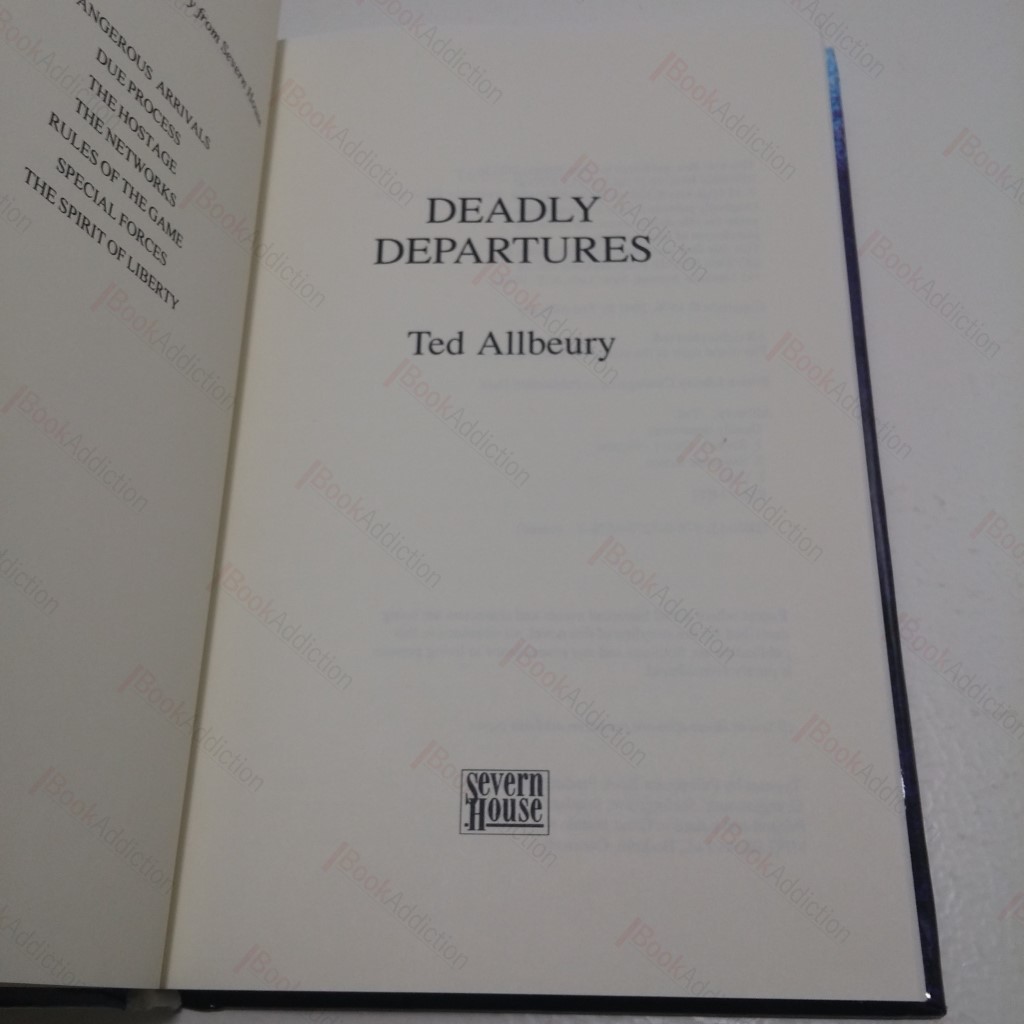 y from Severn House
ANGEROUS ARRIVALS
DUE PROCESS
THE HOSTAGE
THE NETWORKS
RULES OF THE GAME
SPECIAL FORCES
THE SPIRIT OF LIBERTY
DEADLY
DEPARTURES
Ted Allbeury
Severn
House
BookAddiction